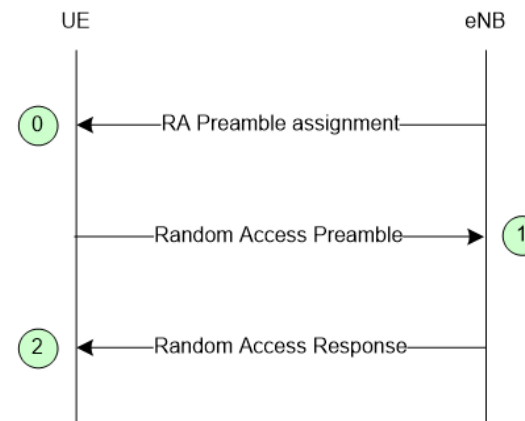 UE eNB
0 RA Preamble assignment
Random Access Preamble 1
2 Random Access Response